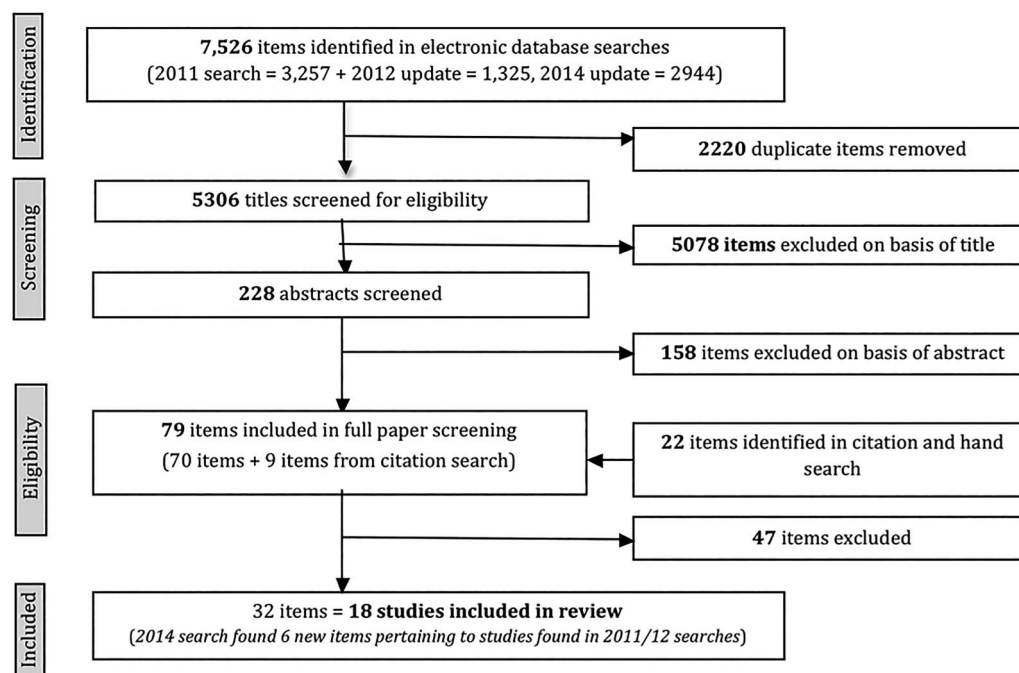 Identification
7,526 items identified in electronic database searches
(2011 search = 3,257 + 2012 update = 1,325, 2014 update = 2944)
2220 duplicate items removed
Screening
5306 titles screened for eligibility
5078 items excluded on basis of title
228 abstracts screened
158 items excluded on basis of abstract
Eligibility
79 items included in full paper screening
(70 items + 9 items from citation search)
22 items identified in citation and hand
search
47 items excluded
Included
32 items = 18 studies included in review
(2014 search found 6 new items pertaining to studies found in 2011/12 searches)